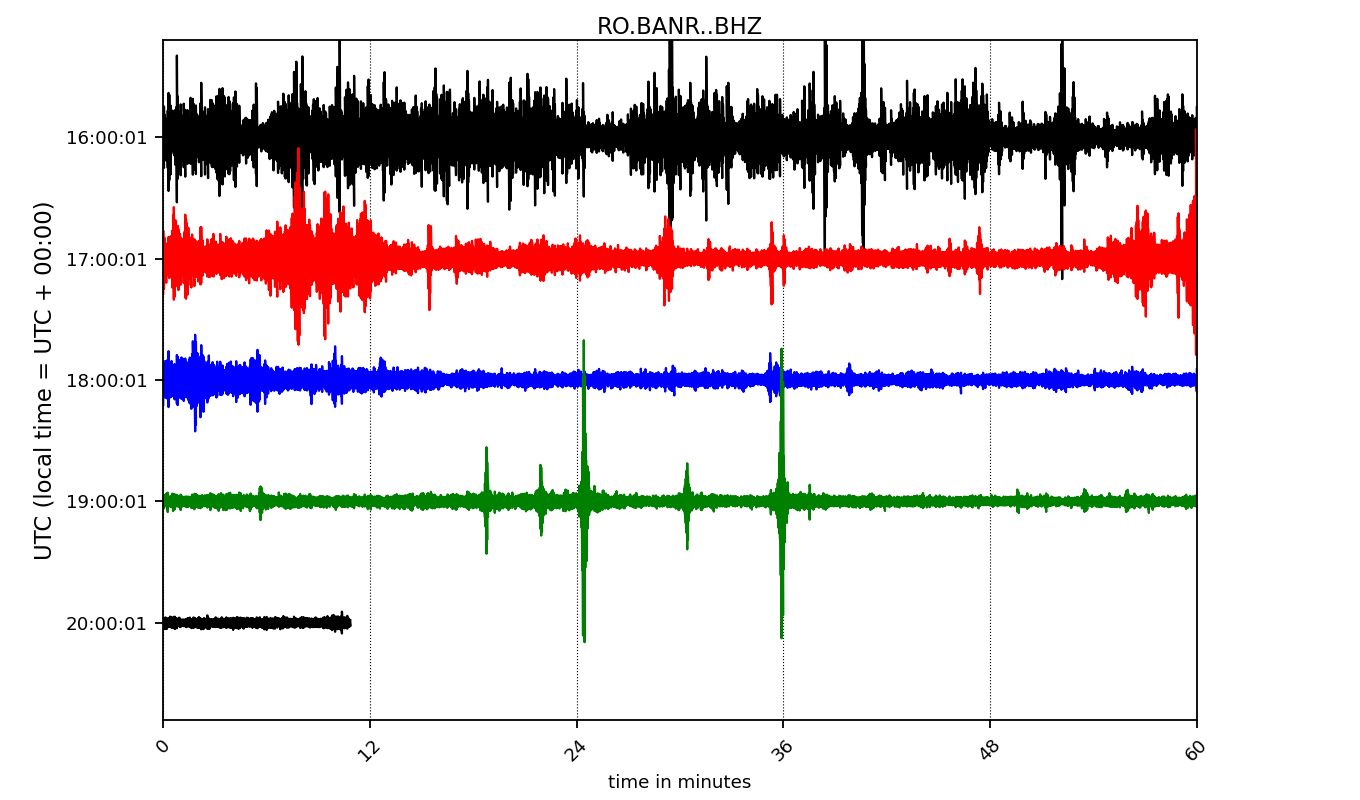 RO.BANR..BHZ
UTC (local time = UTC + 00:00)
16:00:01
17:00:01
18:00:01
19:00:01
20:00:01
0 12 24 36 48 60
time in minutes